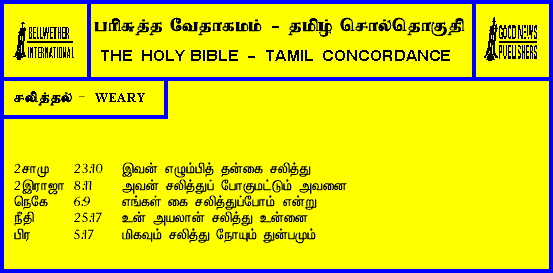 BELLWETHER
INTERNATIONAL
பரிசுத்த வேதாகமம் - தமிழ் சொல்தொகுதி
THE HOLY BIBLE - TAMIL CONCORDANCE
GOOD NEWS
PUBLISHERS
சலித்தல் - WEARY
2சாமு 23:10 இவன் எழும்பித் தன்கை சலித்து
2இராஜா 8:11 அவன் சலித்துப் போகுமட்டும் அவனை
நெகே 6:9 எங்கள் கை சலித்துப்போம் என்று
நீதி 25:17 உன் அயலான் சலித்து உன்னை
பிர 5:17 மிகவும் சலித்து நோயும் துன்பமும்